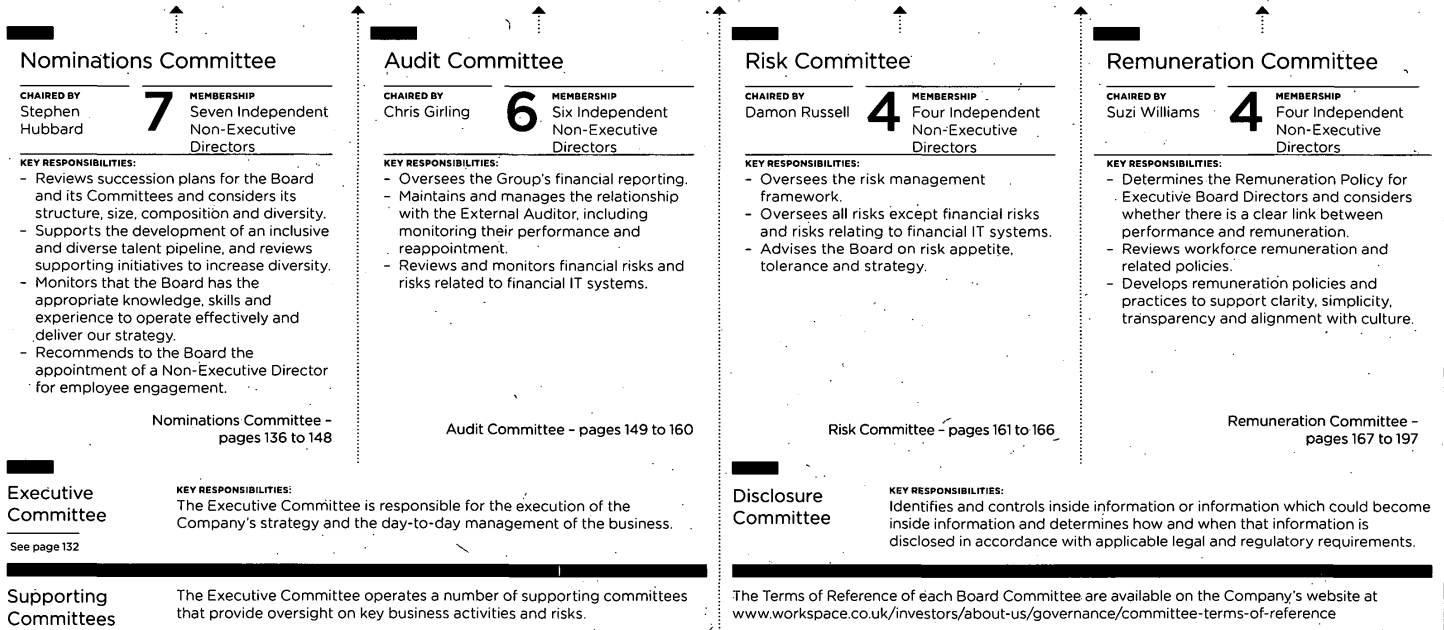 Nominations Committee
CHAIRED BY
Stephen
Hubbard
7
MEMBERSHIP
Seven Independent
Non-Executive
Directors
KEY RESPONSIBILITIES:
- Reviews succession plans for the Board
and its Committees and considers its
structure, size, composition and diversity.
- Supports the development of an inclusive
and diverse talent pipeline, and reviews
supporting initiatives to increase diversity.
- Monitors that the Board has the
appropriate knowledge, skills and
experience to operate effectively and
deliver our strategy.
- Recommends to the Board the
appointment of a Non-Executive Director
for employee engagement.
Nominations Committee –
pages 136 to 148
Audit Committee
CHAIRED BY
Chris Girling
6
MEMBERSHIP
Six Independent
Non-Executive
Directors
KEY RESPONSIBILITIES:
- Oversees the Group's financial reporting.
- Maintains and manages the relationship
with the External Auditor, including
monitoring their performance and
reappointment.
- Reviews and monitors financial risks and
risks related to financial IT systems.
Audit Committee – pages 149 to 160
Risk Committee
CHAIRED BY
Damon Russell
4
MEMBERSHIP
Four Independent
Non-Executive
Directors
KEY RESPONSIBILITIES:
- Oversees the risk management
framework.
- Oversees all risks except financial risks
and risks relating to financial IT systems.
- Advises the Board on risk appetite,
tolerance and strategy.
Risk Committee – pages 161 to 166
Remuneration Committee
CHAIRED BY
Suzi Williams
4
MEMBERSHIP
Four Independent
Non-Executive
Directors
KEY RESPONSIBILITIES:
- Determines the Remuneration Policy for
Executive Board Directors and considers
whether there is a clear link between
performance and remuneration.
- Reviews workforce remuneration and
related policies.
- Develops remuneration policies and
practices to support clarity, simplicity,
transparency and alignment with culture.
Remuneration Committee –
pages 167 to 197
Executive
Committee
See page 132
KEY RESPONSIBILITIES:
The Executive Committee is responsible for the execution of the
Company's strategy and the day-to-day management of the business.
Disclosure
Committee
KEY RESPONSIBILITIES:
Identifies and controls inside information or information which could become
inside information and determines how and when that information is
disclosed in accordance with applicable legal and regulatory requirements.
Supporting
Committees
The Executive Committee operates a number of supporting committees
that provide oversight on key business activities and risks.
The Terms of Reference of each Board Committee are available on the Company's website at
www.workspace.co.uk/investors/about-us/governance/committee-terms-of-reference